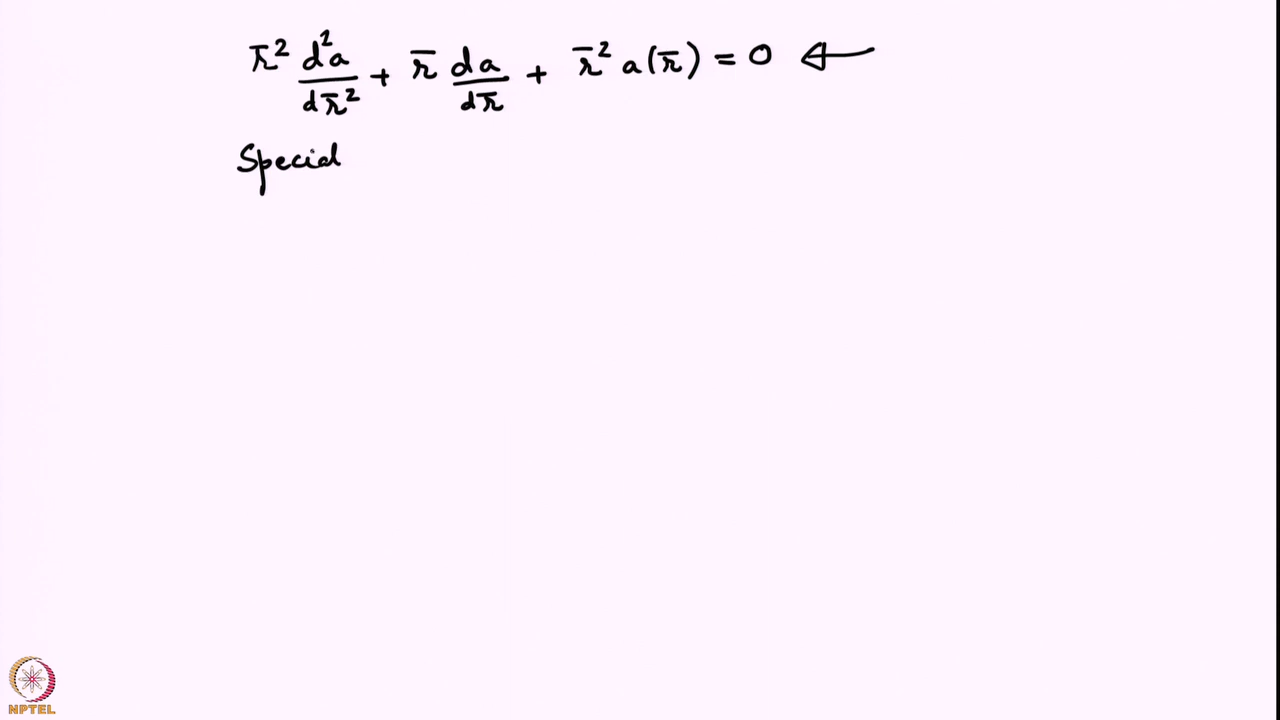 r̄² d²a/dr̄² + r̄ da/dr̄ + r̄² a(r̄) = 0 ⇐
Special
NPTEL